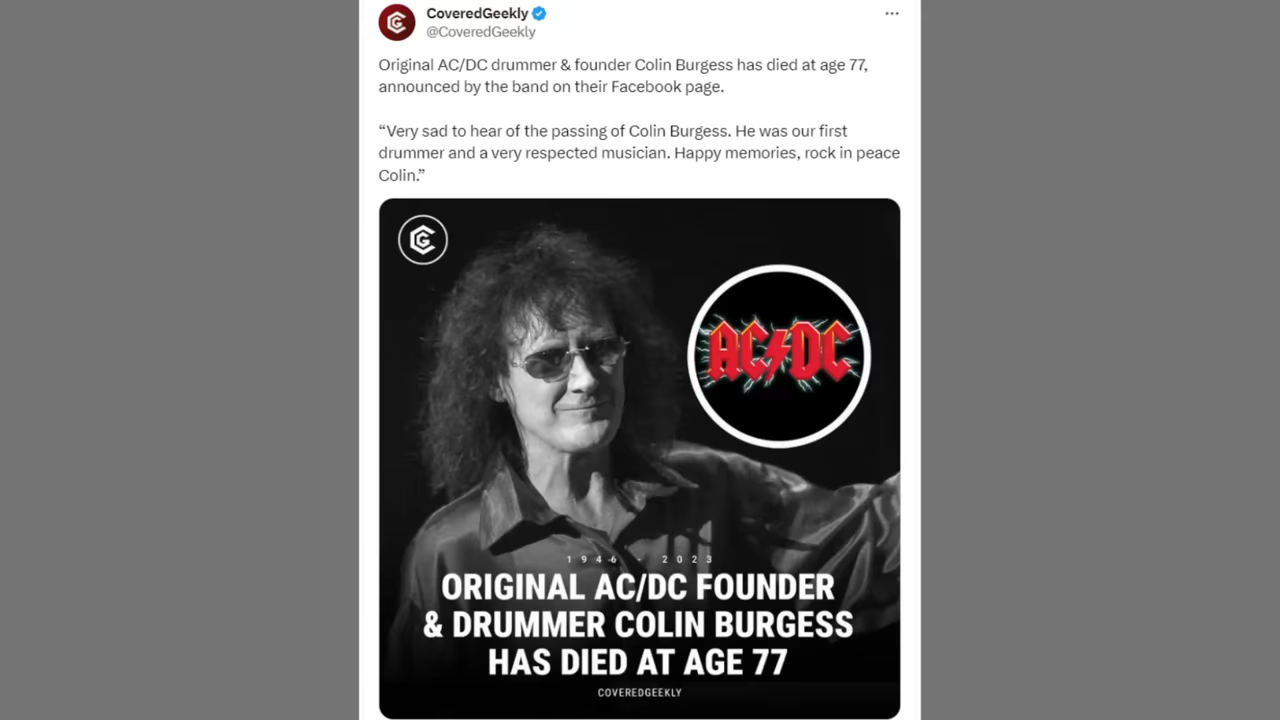 CoveredGeekly
@CoveredGeekly
Original AC/DC drummer & founder Colin Burgess has died at age 77,
announced by the band on their Facebook page.
“Very sad to hear of the passing of Colin Burgess. He was our first
drummer and a very respected musician. Happy memories, rock in peace
Colin.”
AC/DC
1946 - 2023
ORIGINAL AC/DC FOUNDER
& DRUMMER COLIN BURGESS
HAS DIED AT AGE 77
COVEREDGEEKLY